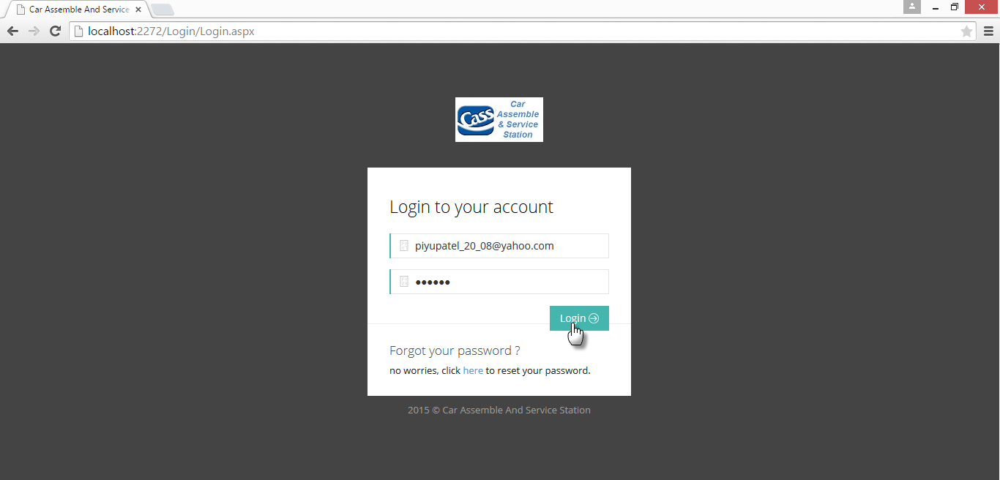 Car Assemble And Service
localhost:2272/Login/Login.aspx
Cass
Car
Assemble
& Service
Station
Login to your account
piyupatel_20_08@yahoo.com
••••••
Login
Forgot your password ?
no worries, click here to reset your password.
2015 © Car Assemble And Service Station